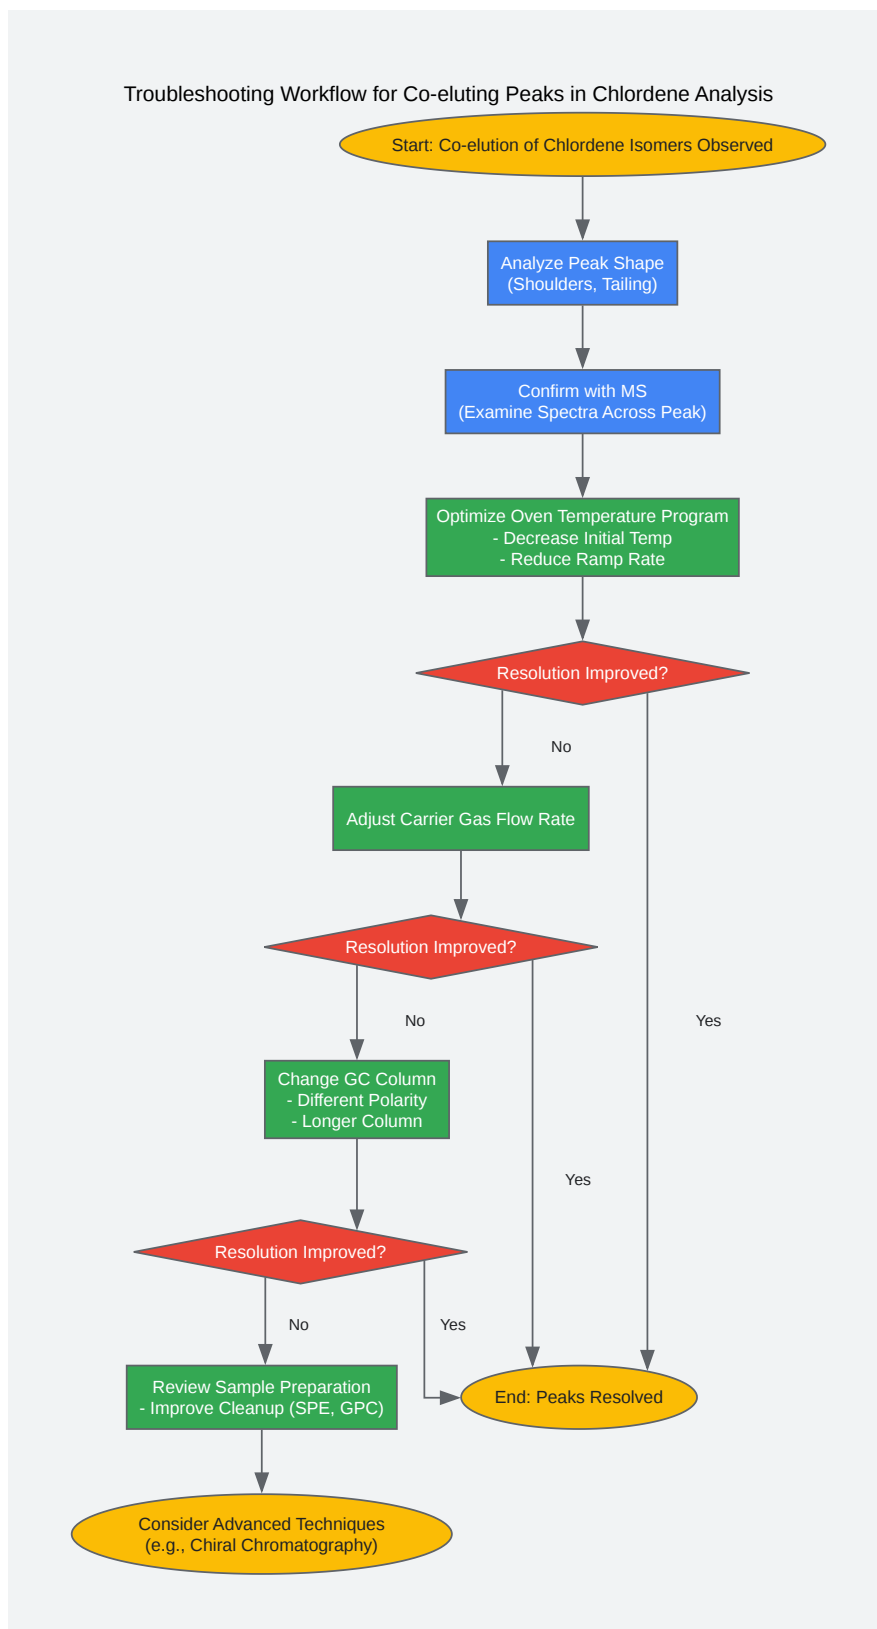 Troubleshooting Workflow for Co-eluting Peaks in Chlordene Analysis
Start: Co-elution of Chlordene Isomers Observed
Analyze Peak Shape
(Shoulders, Tailing)
Confirm with MS
(Examine Spectra Across Peak)
Optimize Oven Temperature Program
- Decrease Initial Temp
- Reduce Ramp Rate
Resolution Improved?
No
Adjust Carrier Gas Flow Rate
Resolution Improved?
No
Yes
Change GC Column
- Different Polarity
- Longer Column
Yes
Resolution Improved?
No
Yes
Review Sample Preparation
- Improve Cleanup (SPE, GPC)
End: Peaks Resolved
Consider Advanced Techniques
(e.g., Chiral Chromatography)